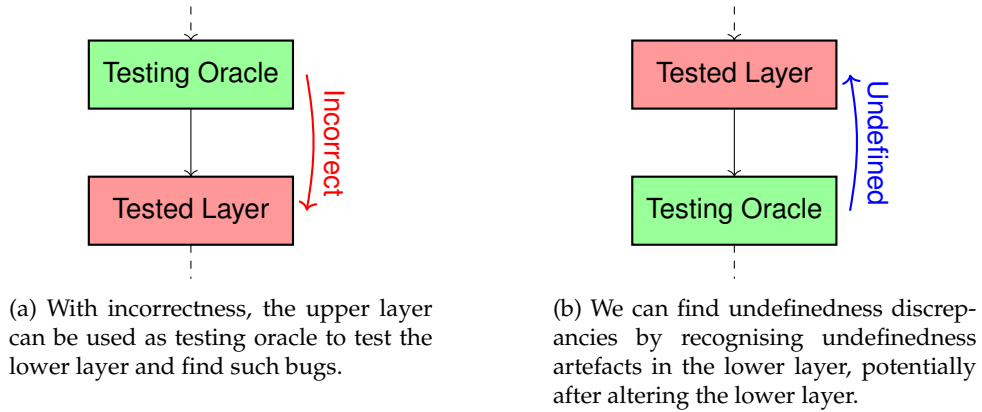 Testing Oracle
Incorrect
Tested Layer
(a) With incorrectness, the upper layer
can be used as testing oracle to test the
lower layer and find such bugs.
Tested Layer
Undefined
Testing Oracle
(b) We can find undefinedness discrep-
ancies by recognising undefinedness
artefacts in the lower layer, potentially
after altering the lower layer.